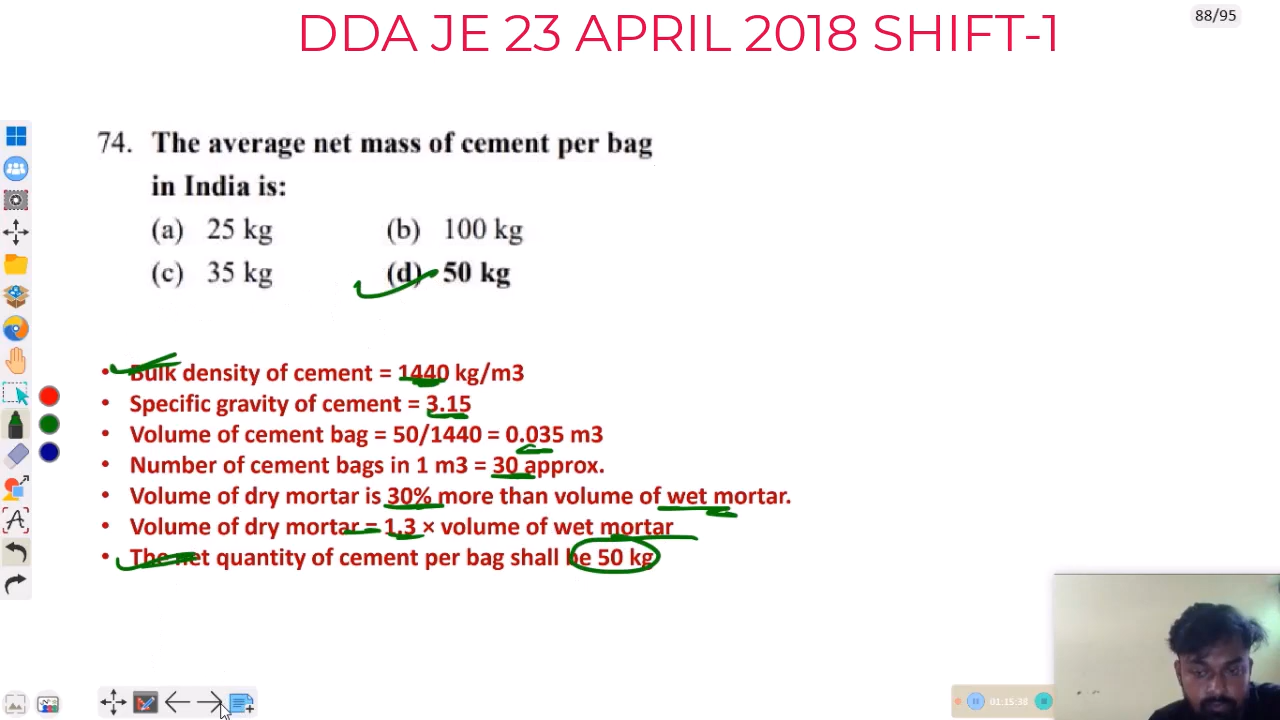 88/95
DDA JE 23 APRIL 2018 SHIFT-1
74. The average net mass of cement per bag
in India is:
(a) 25 kg (b) 100 kg
(c) 35 kg (d) 50 kg
• Bulk density of cement = 1440 kg/m3
• Specific gravity of cement = 3.15
• Volume of cement bag = 50/1440 = 0.035 m3
• Number of cement bags in 1 m3 = 30 approx.
• Volume of dry mortar is 30% more than volume of wet mortar.
• Volume of dry mortar = 1.3 × volume of wet mortar
• The net quantity of cement per bag shall be 50 kg
01:15:38